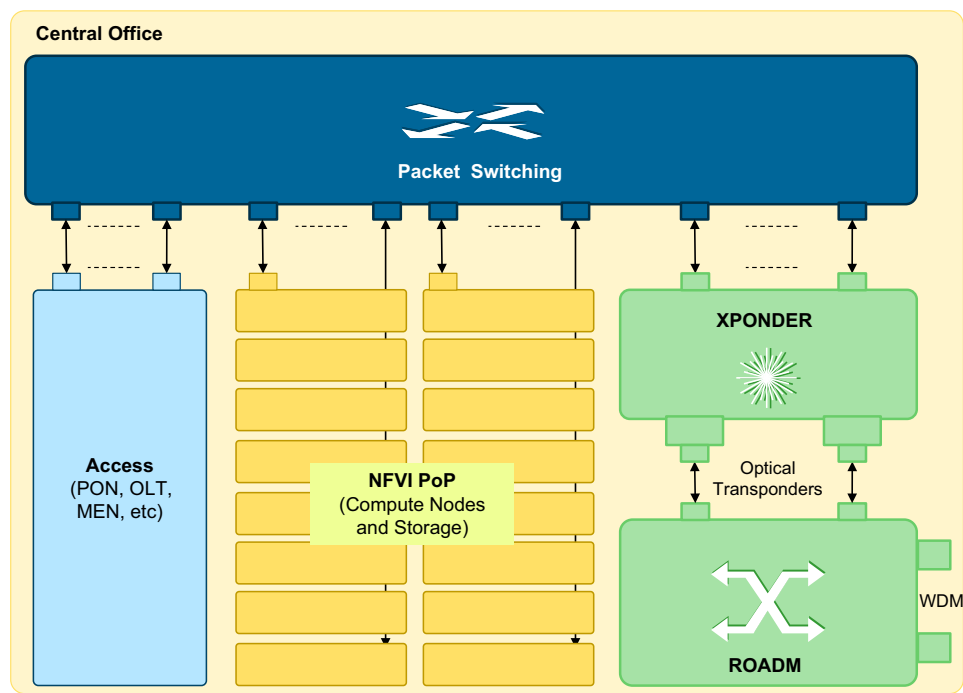 Central Office
Packet Switching
XPONDER
Access
(PON, OLT,
MEN, etc)
NFVI PoP
(Compute Nodes
and Storage)
Optical
Transponders
WDM
ROADM